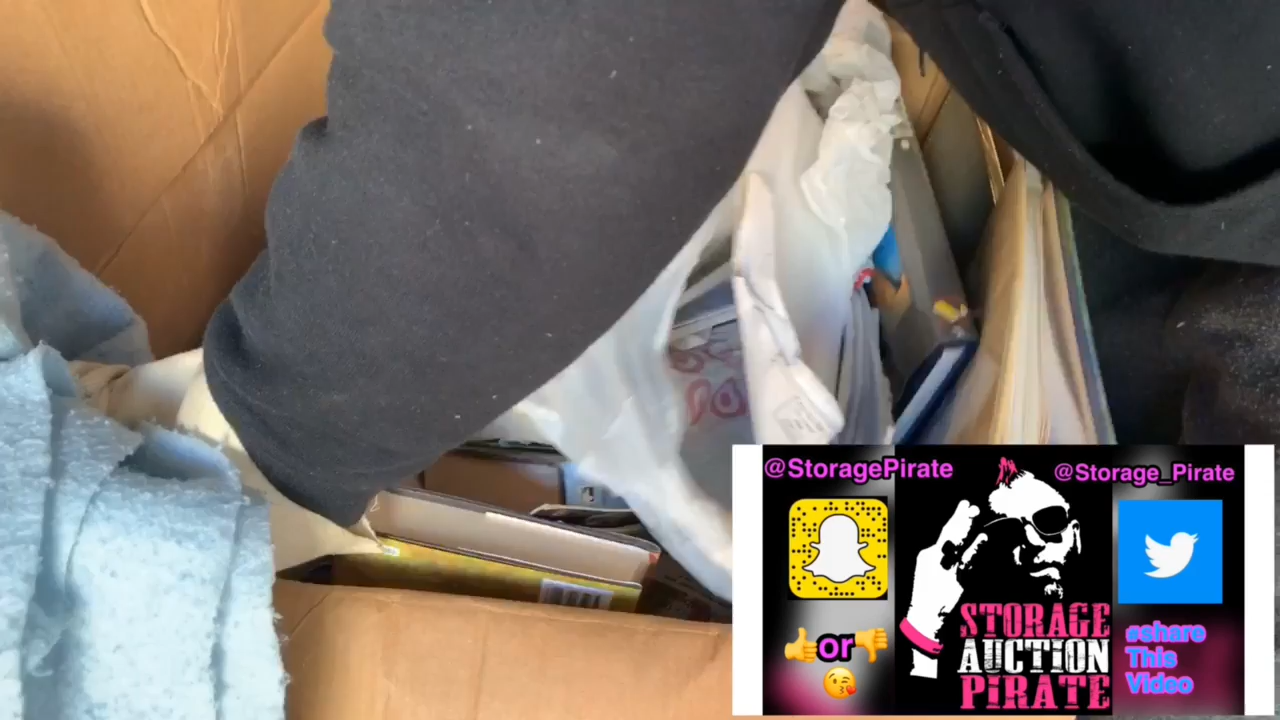 @StoragePirate
@Storage_Pirate
or
STORAGE
AUCTION
PIRATE
#share
This
Video